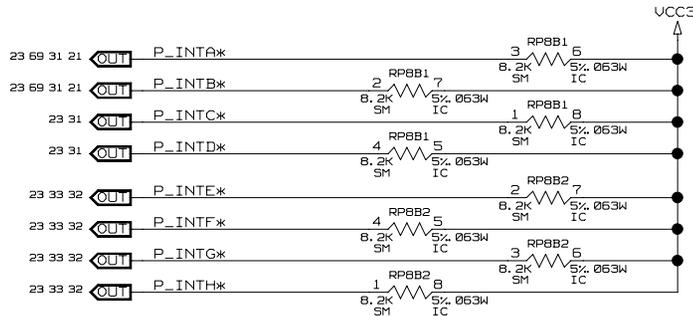 VCC3
RP8B1
23 69 31 21 OUT P_INTA* 3 6
8.2K 5%.063W
SM IC
RP8B1
23 69 31 21 OUT P_INTB* 2 7
8.2K 5%.063W
SM IC
RP8B1
23 31 OUT P_INTC* 1 8
8.2K 5%.063W
SM IC
RP8B1
23 31 OUT P_INTD* 4 5
8.2K 5%.063W
SM IC
RP8B2
23 33 32 OUT P_INTE* 2 7
8.2K 5%.063W
SM IC
RP8B2
23 33 32 OUT P_INTF* 4 5
8.2K 5%.063W
SM IC
RP8B2
23 33 32 OUT P_INTG* 3 6
8.2K 5%.063W
SM IC
RP8B2
23 33 32 OUT P_INTH* 1 8
8.2K 5%.063W
SM IC